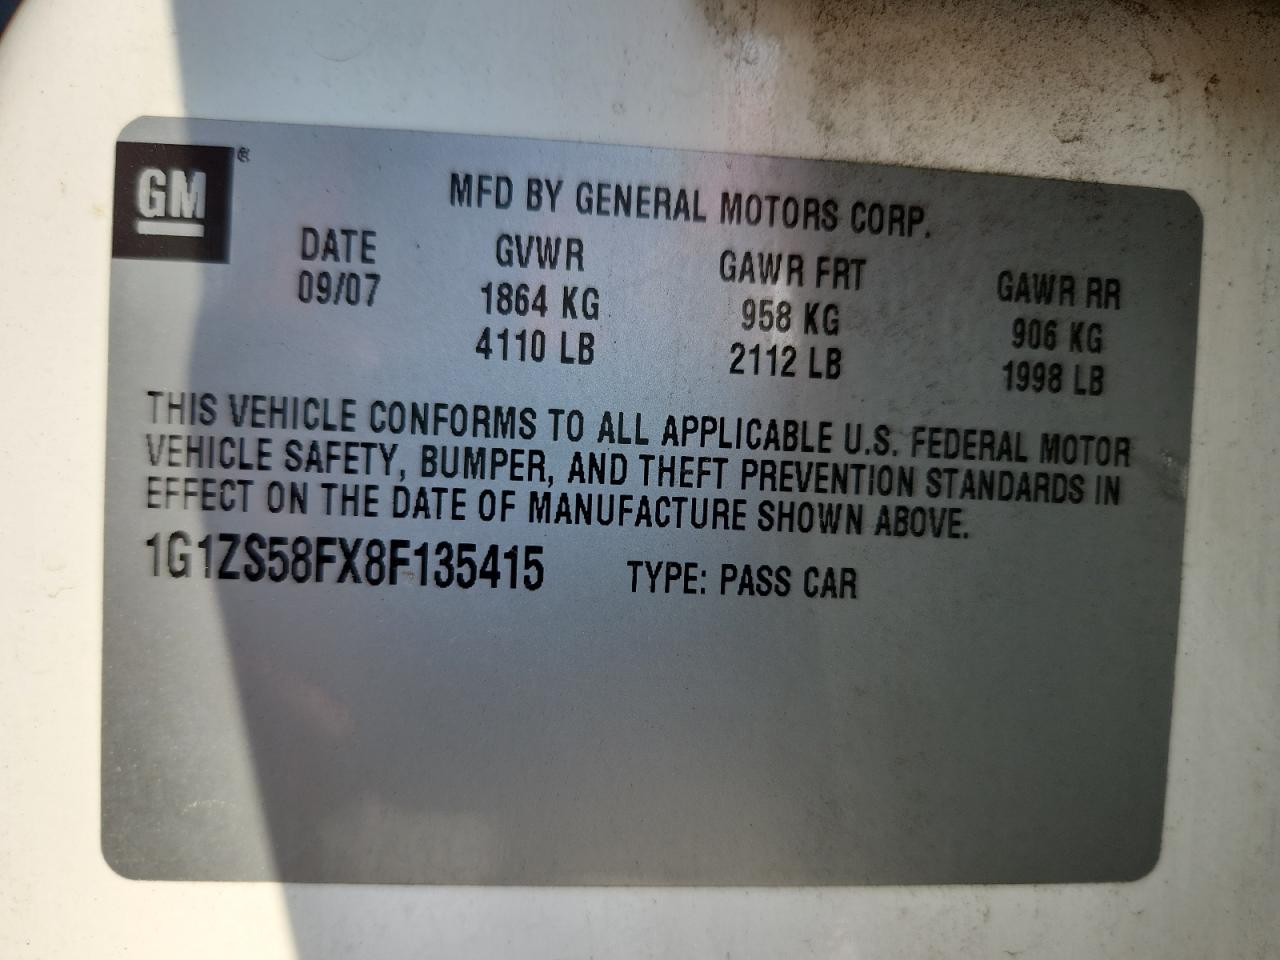 GM ®
MFD BY GENERAL MOTORS CORP.
DATE GVWR GAWR FRT GAWR RR
09/07 1864 KG 958 KG 906 KG
4110 LB 2112 LB 1998 LB
THIS VEHICLE CONFORMS TO ALL APPLICABLE U.S. FEDERAL MOTOR
VEHICLE SAFETY, BUMPER, AND THEFT PREVENTION STANDARDS IN
EFFECT ON THE DATE OF MANUFACTURE SHOWN ABOVE.
1G1ZS58FX8F135415 TYPE: PASS CAR